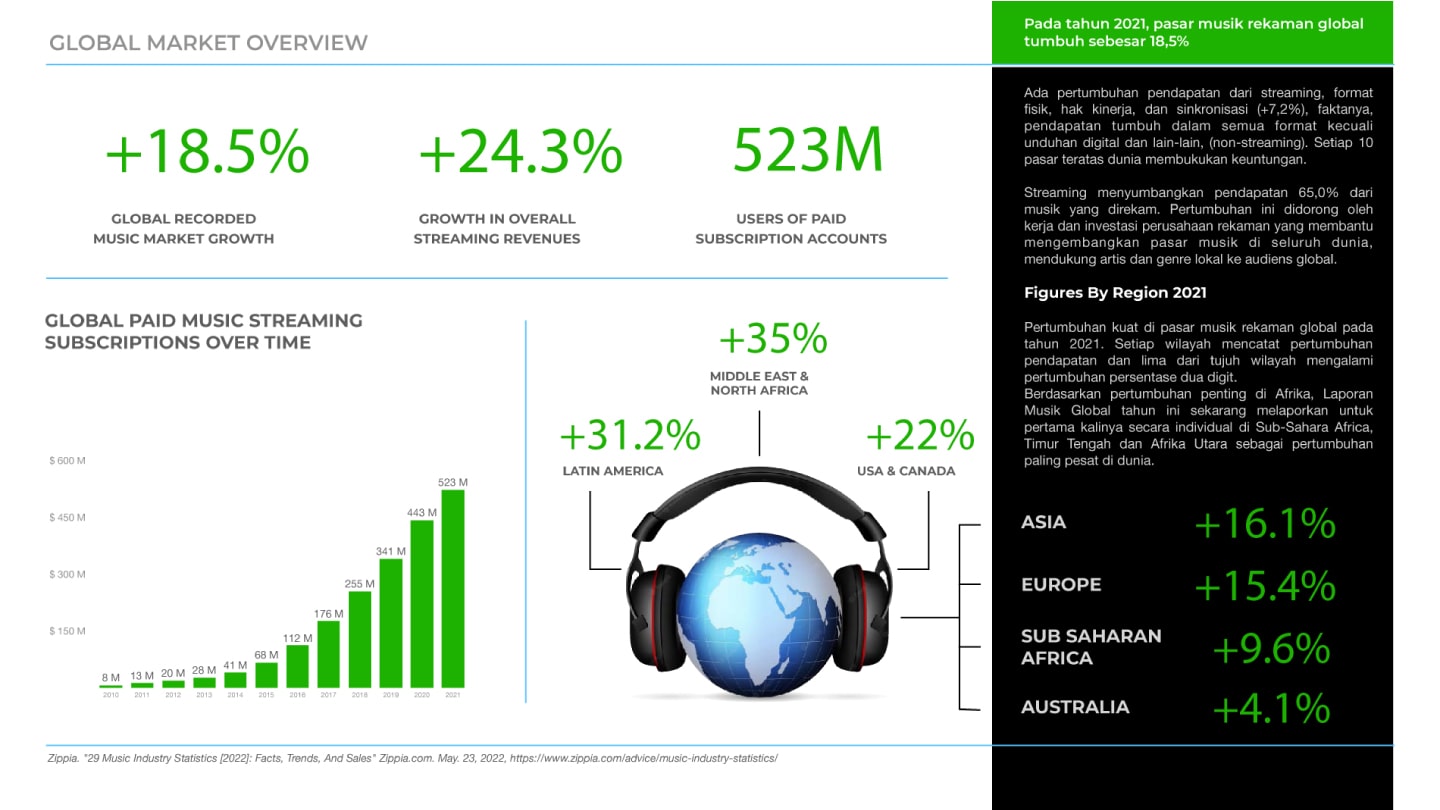 GLOBAL MARKET OVERVIEW
+18.5%
GLOBAL RECORDED
MUSIC MARKET GROWTH
+24.3%
GROWTH IN OVERALL
STREAMING REVENUES
523M
USERS OF PAID
SUBSCRIPTION ACCOUNTS
GLOBAL PAID MUSIC STREAMING
SUBSCRIPTIONS OVER TIME
$ 600 M
$ 450 M
$ 300 M
$ 150 M
8 M
13 M
20 M
28 M
41 M
68 M
112 M
176 M
255 M
341 M
443 M
523 M
2010
2011
2012
2013
2014
2015
2016
2017
2018
2019
2020
2021
+35%
MIDDLE EAST &
NORTH AFRICA
+31.2%
LATIN AMERICA
+22%
USA & CANADA
Pada tahun 2021, pasar musik rekaman global
tumbuh sebesar 18,5%
Ada pertumbuhan pendapatan dari streaming, format
fisik, hak kinerja, dan sinkronisasi (+7,2%), faktanya,
pendapatan tumbuh dalam semua format kecuali
unduhan digital dan lain-lain, (non-streaming). Setiap 10
pasar teratas dunia membukukan keuntungan.
Streaming menyumbangkan pendapatan 65,0% dari
musik yang direkam. Pertumbuhan ini didorong oleh
kerja dan investasi perusahaan rekaman yang membantu
mengembangkan pasar musik di seluruh dunia,
mendukung artis dan genre lokal ke audiens global.
Figures By Region 2021
Pertumbuhan kuat di pasar musik rekaman global pada
tahun 2021. Setiap wilayah mencatat pertumbuhan
pendapatan dan lima dari tujuh wilayah mengalami
pertumbuhan persentase dua digit.
Berdasarkan pertumbuhan penting di Afrika, Laporan
Musik Global tahun ini sekarang melaporkan untuk
pertama kalinya secara individual di Sub-Sahara Africa,
Timur Tengah dan Afrika Utara sebagai pertumbuhan
paling pesat di dunia.
ASIA +16.1%
EUROPE +15.4%
SUB SAHARAN
AFRICA +9.6%
AUSTRALIA +4.1%
Zippia. "29 Music Industry Statistics [2022]: Facts, Trends, And Sales" Zippia.com. May. 23, 2022, https://www.zippia.com/advice/music-industry-statistics/